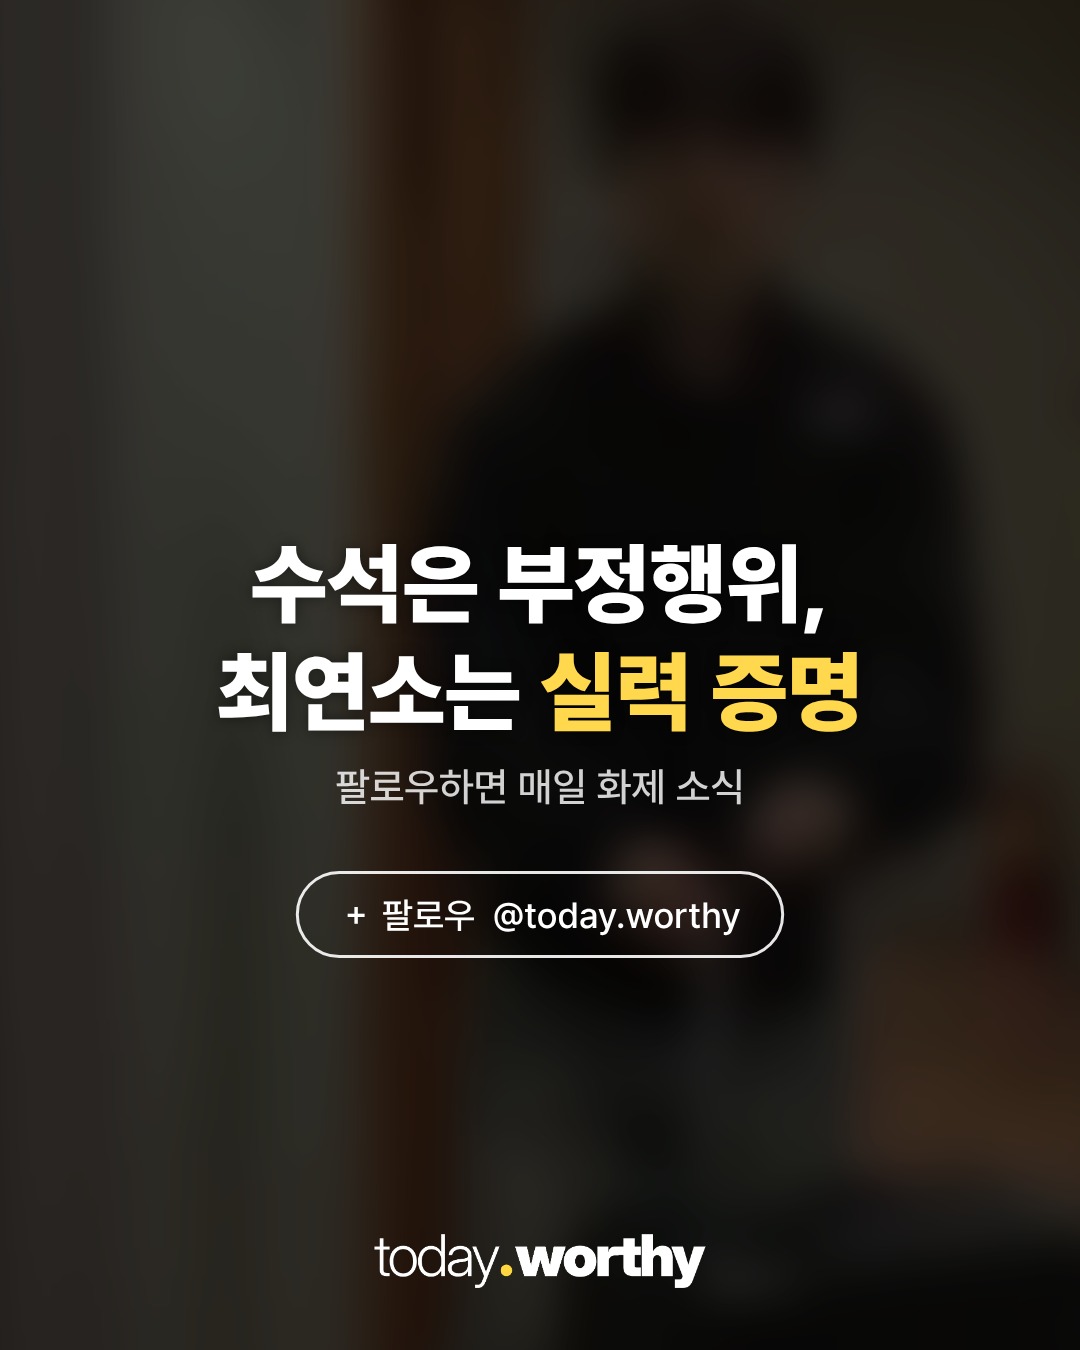 수석은 부정행위,
최연소는 실력 증명
팔로우하면 매일 화제 소식
+ 팔로우 @today.worthy
today.worthy